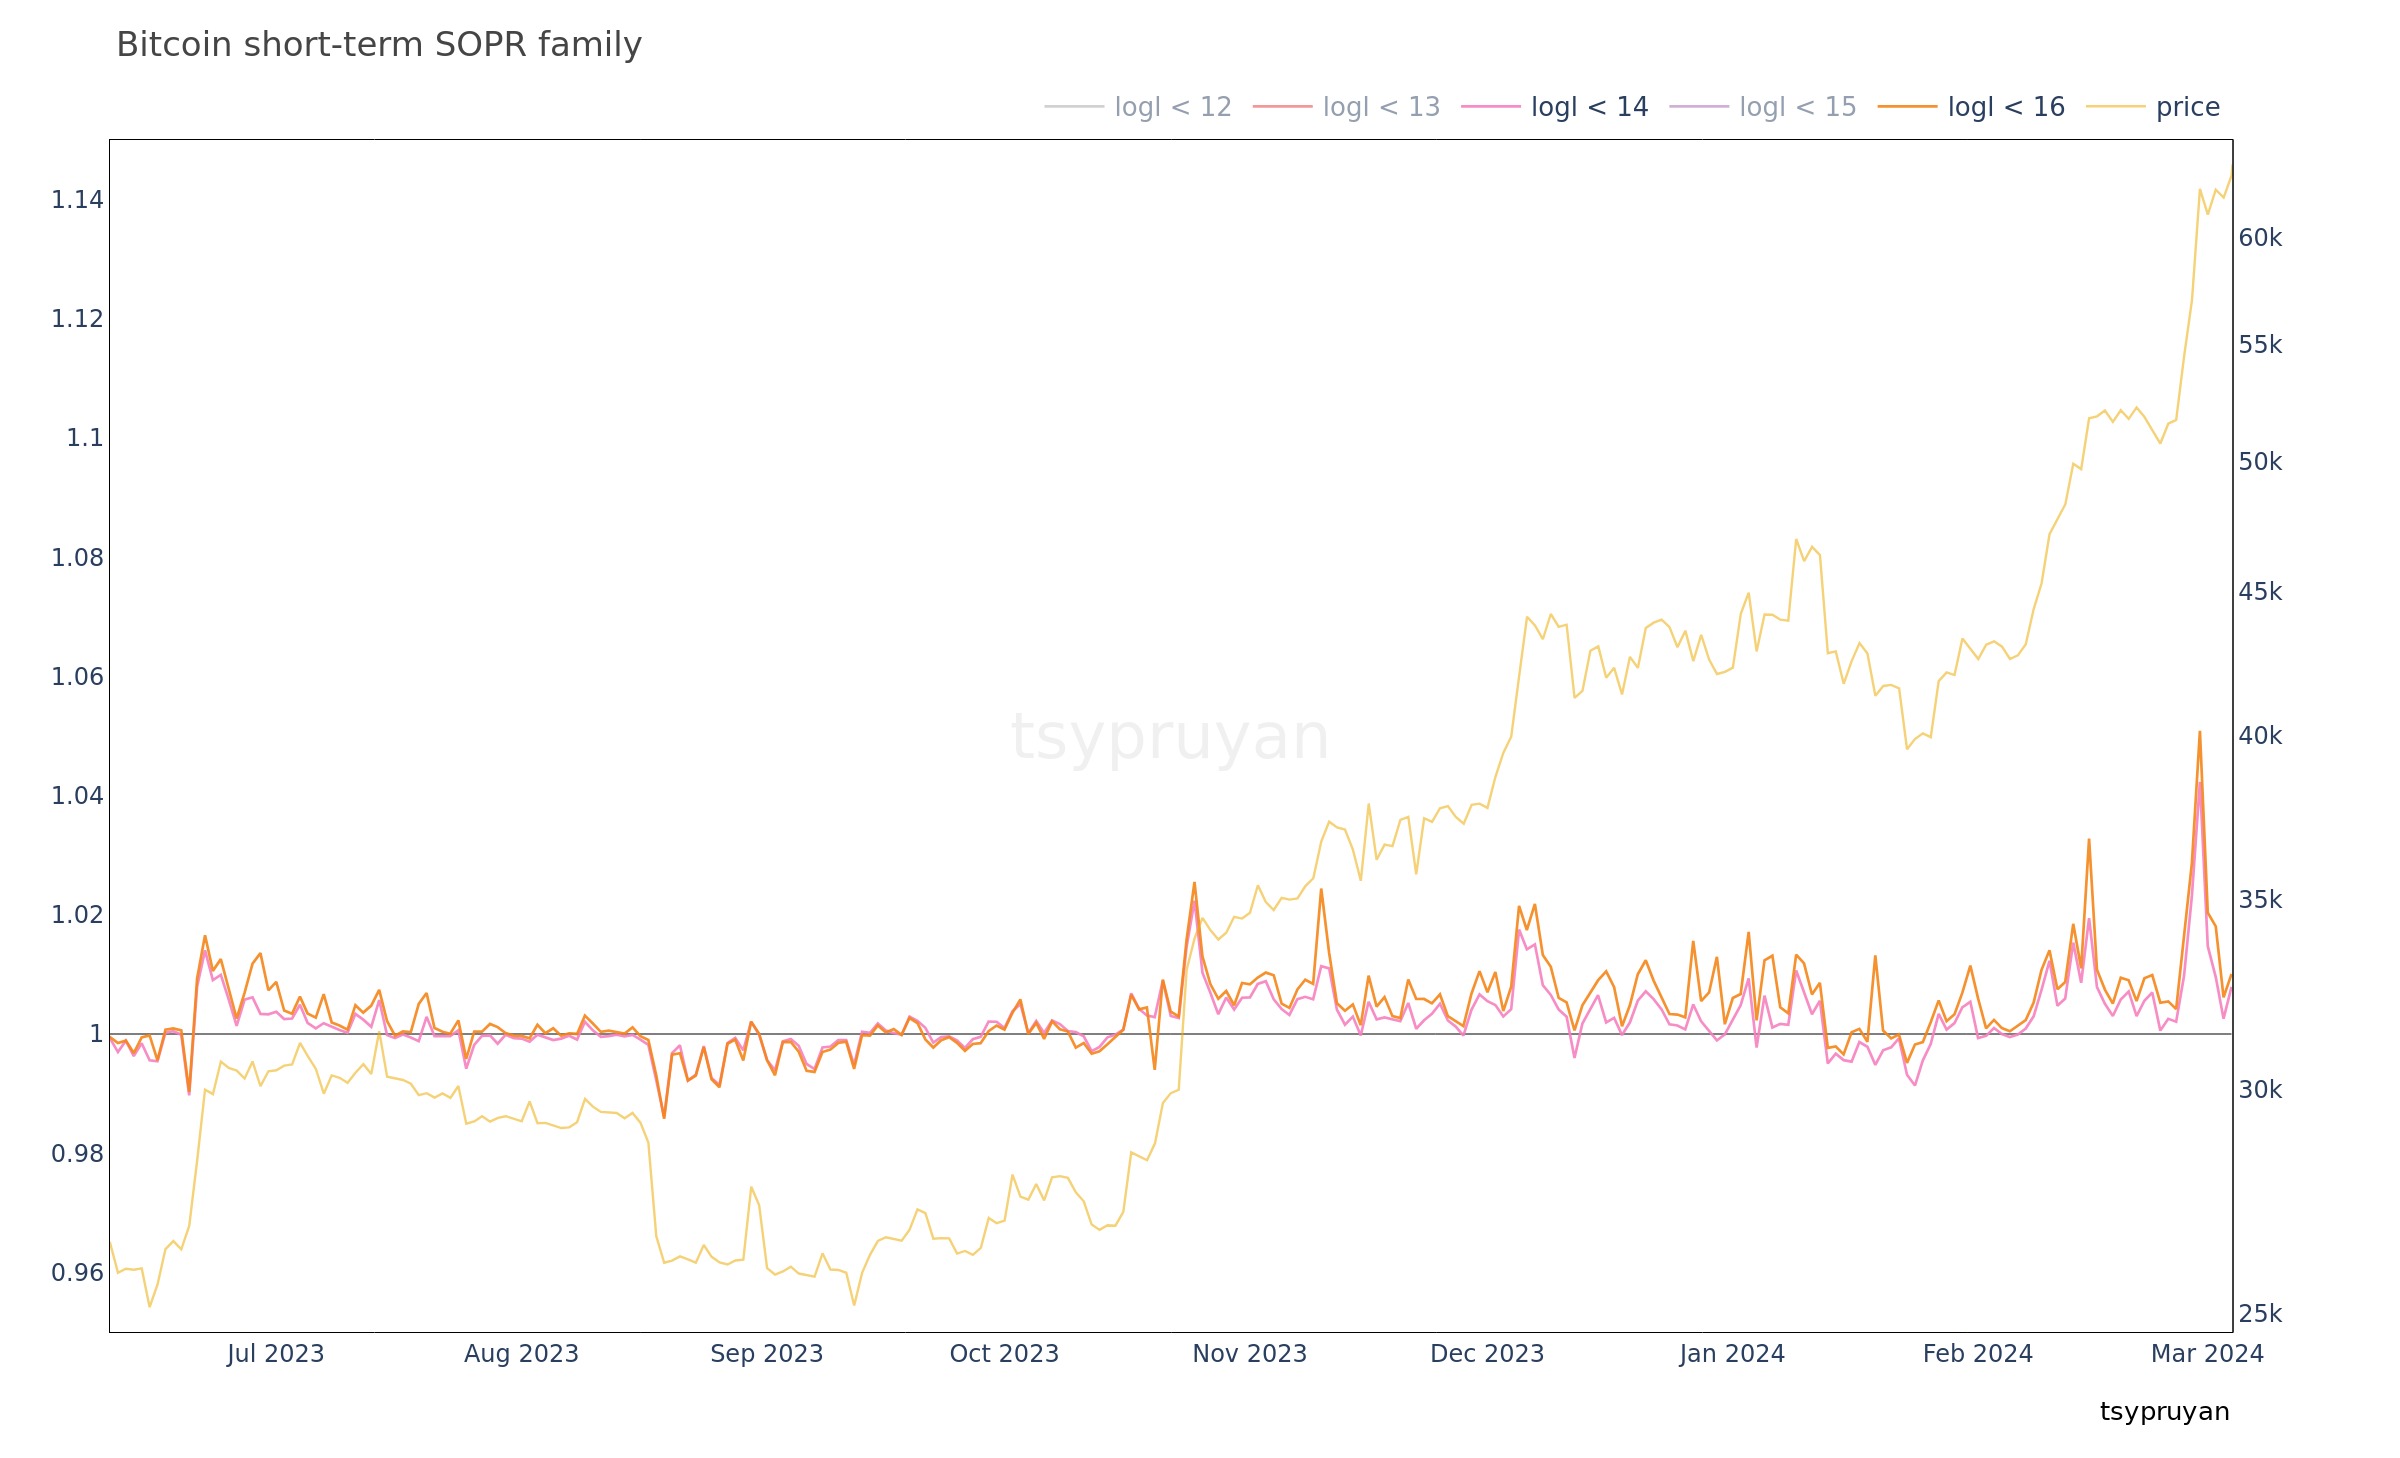 Bitcoin short-term SOPR family
logl < 12 logl < 13 logl < 14 logl < 15 logl < 16 price
1.14
1.12
1.1
1.08
1.06
1.04
1.02
1
0.98
0.96
60k
55k
50k
45k
40k
35k
30k
25k
tsypruyan
Jul 2023 Aug 2023 Sep 2023 Oct 2023 Nov 2023 Dec 2023 Jan 2024 Feb 2024 Mar 2024
tsypruyan